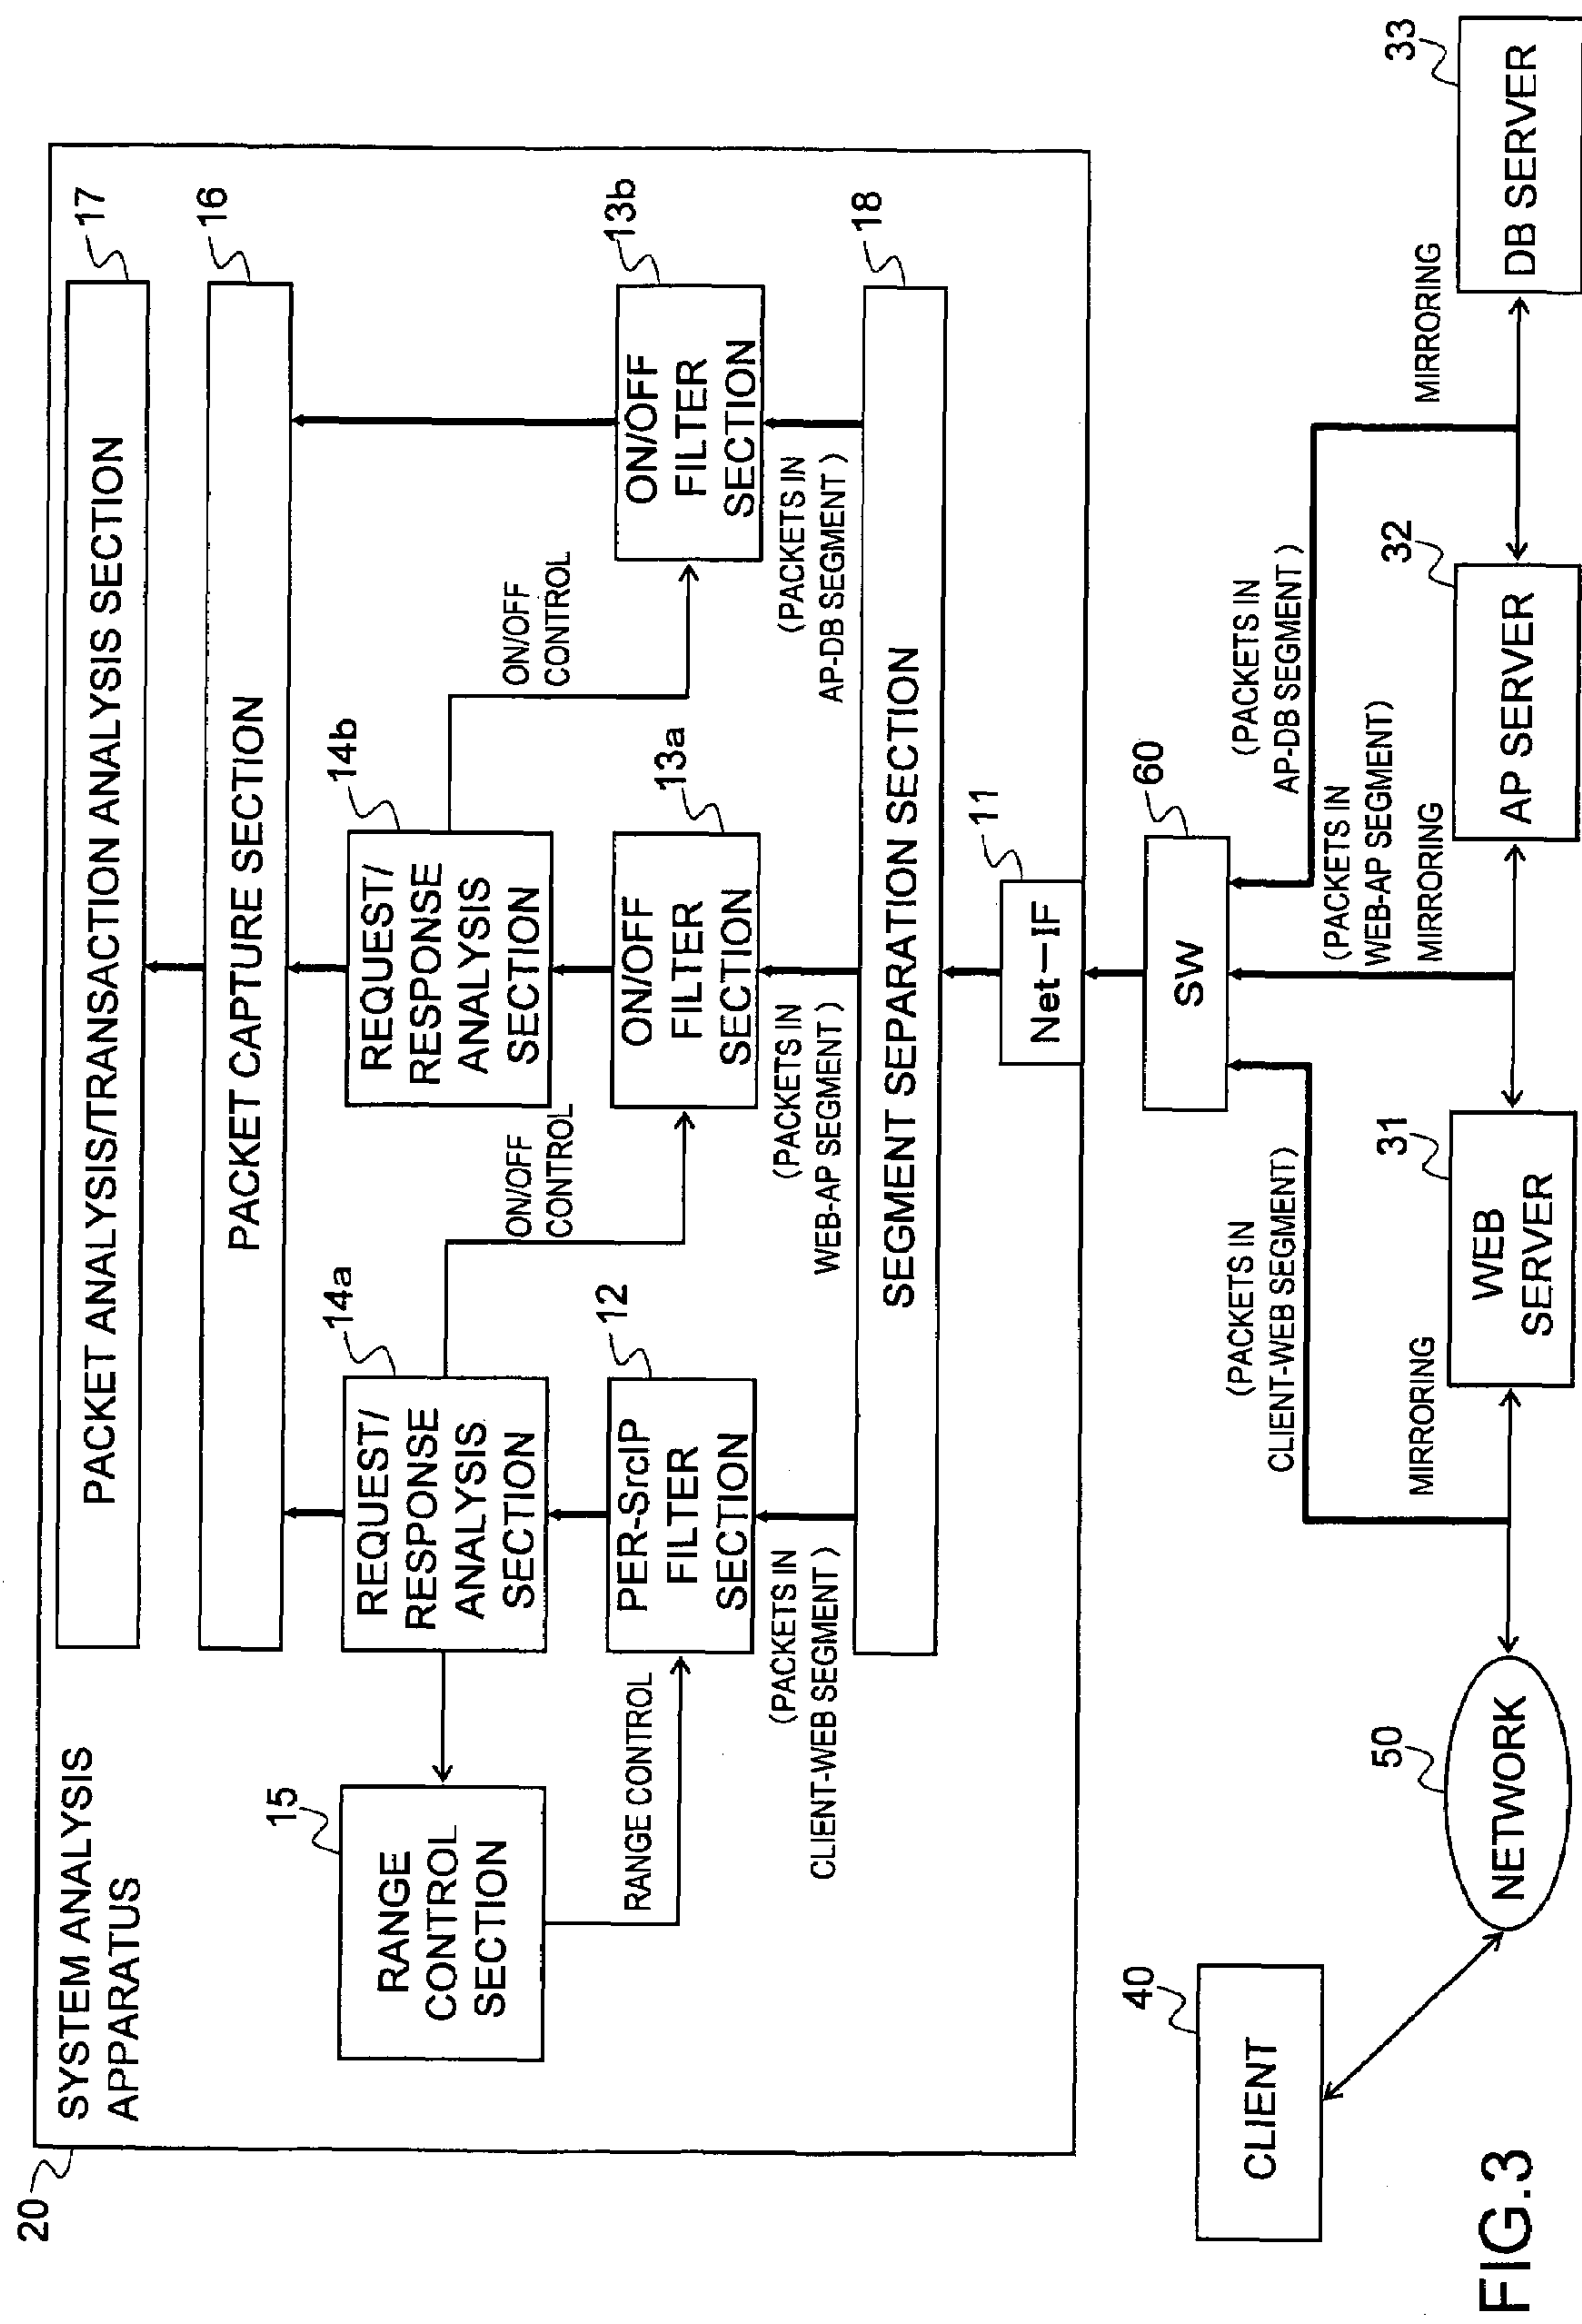 20
SYSTEM ANALYSIS
APPARATUS
PACKET ANALYSIS/TRANSACTION ANALYSIS SECTION
17
PACKET CAPTURE SECTION
16
15
RANGE
CONTROL
SECTION
14a
REQUEST/
RESPONSE
ANALYSIS
SECTION
14b
REQUEST/
RESPONSE
ANALYSIS
SECTION
ON/OFF
CONTROL
ON/OFF
CONTROL
RANGE CONTROL
12
PER-SrcIP
FILTER
SECTION
13a
ON/OFF
FILTER
SECTION
13b
ON/OFF
FILTER
SECTION
(PACKETS IN
CLIENT-WEB SEGMENT)
(PACKETS IN
WEB-AP SEGMENT)
(PACKETS IN
AP-DB SEGMENT)
SEGMENT SEPARATION SECTION
18
Net-IF
11
SW
60
40
CLIENT
(PACKETS IN
CLIENT-WEB SEGMENT)
(PACKETS IN
WEB-AP SEGMENT)
(PACKETS IN
AP-DB SEGMENT)
MIRRORING
MIRRORING
MIRRORING
50
NETWORK
31
WEB
SERVER
32
AP SERVER
33
DB SERVER
FIG.3